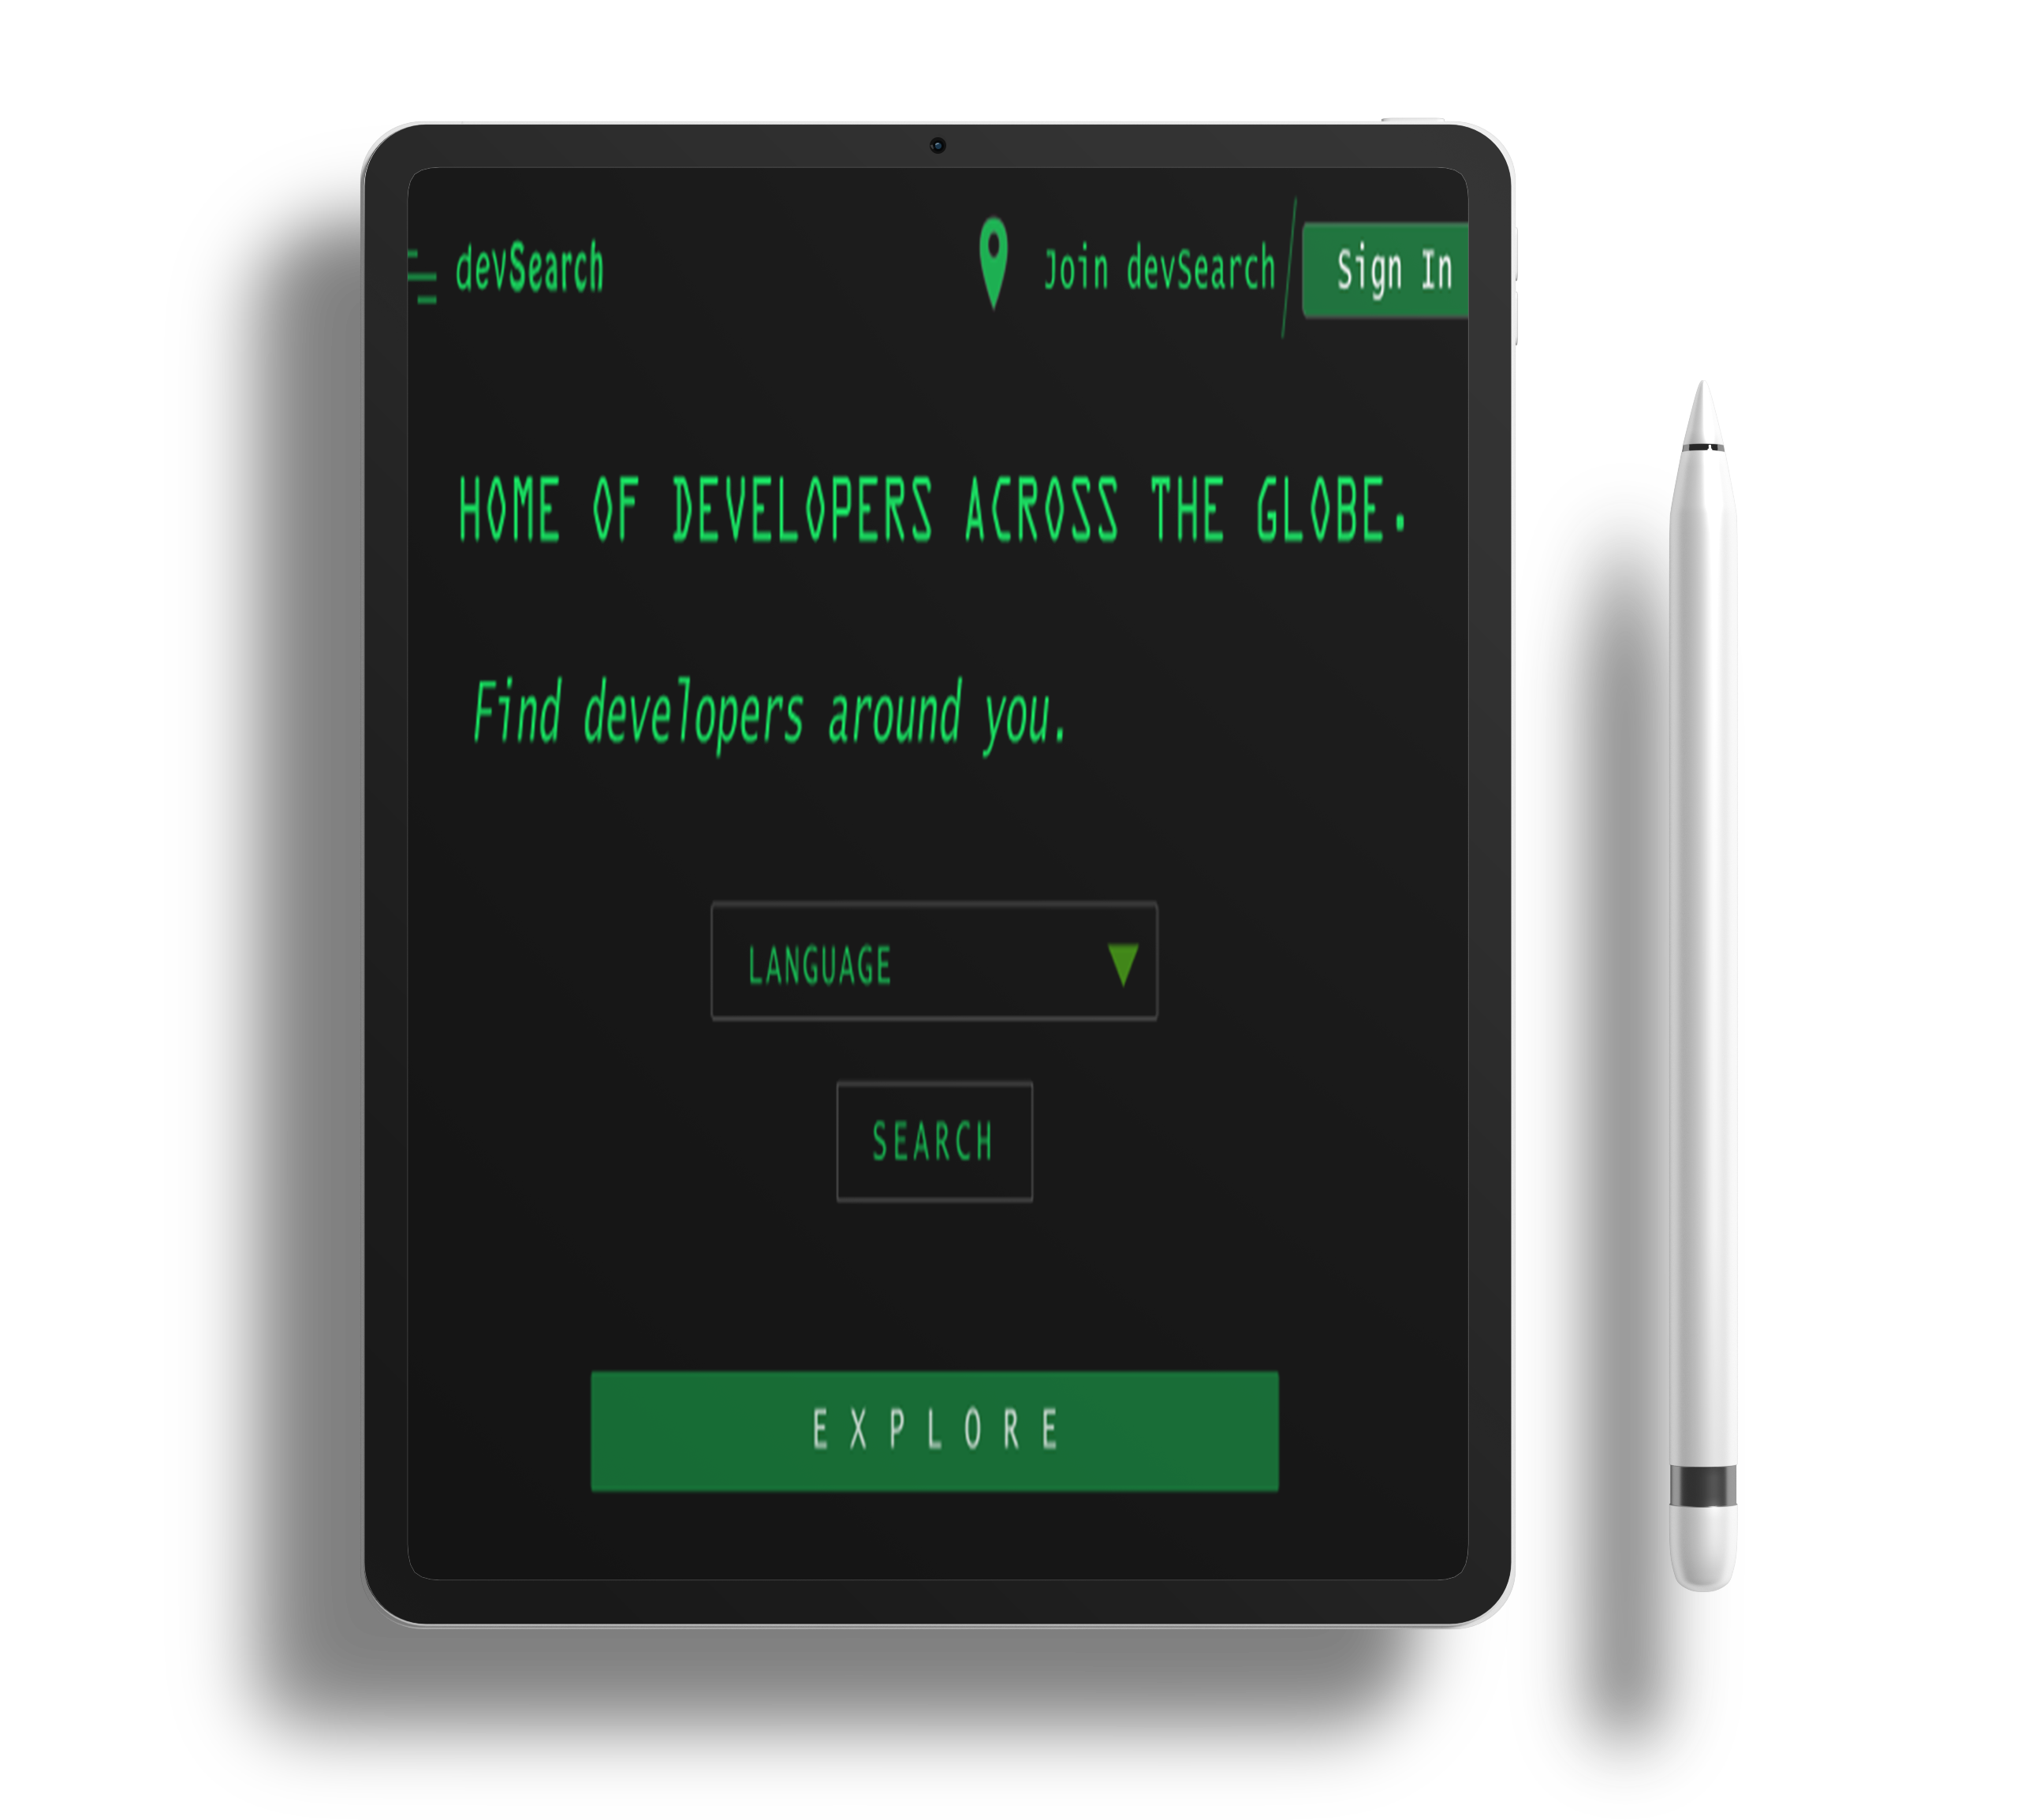 devSearch Join devSearch Sign In
HOME OF DEVELOPERS ACROSS THE GLOBE.
Find developers around you.
LANGUAGE
SEARCH
EXPLORE